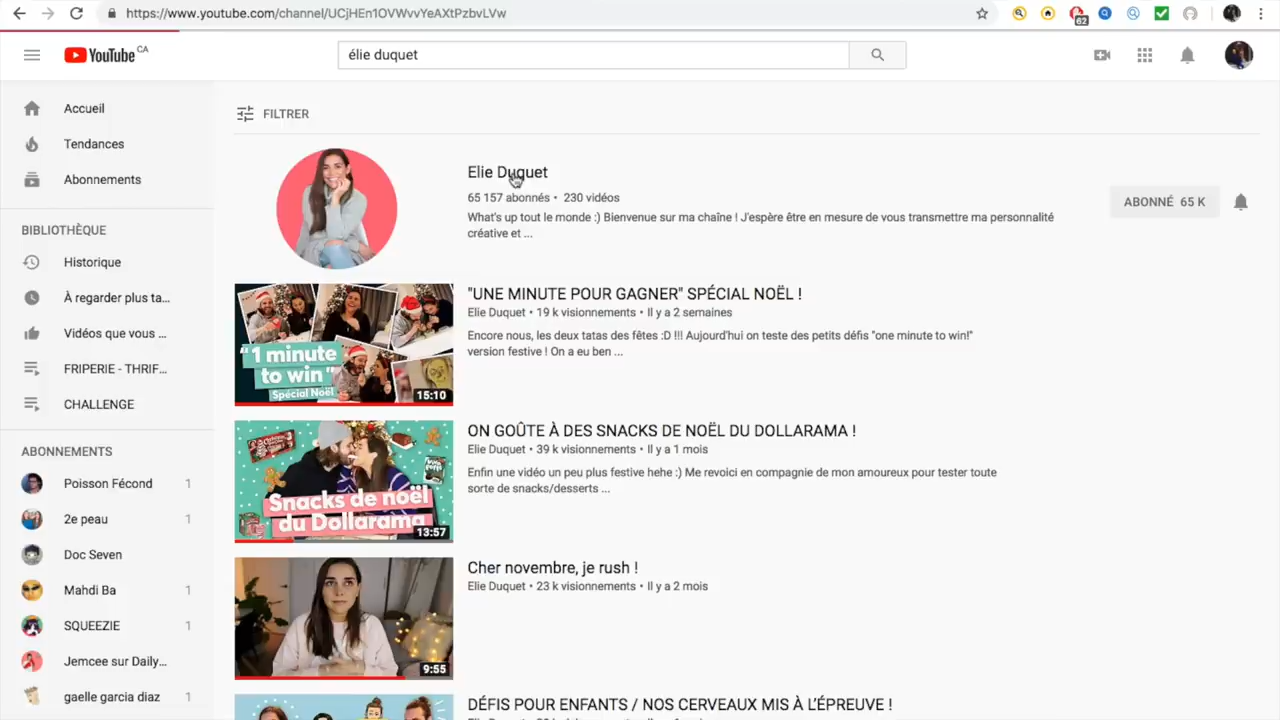 https://www.youtube.com/channel/UCjHEn1OVWvvYeAXtPzbvLVw
62
YouTube CA
élie duquet
Accueil
Tendances
Abonnements
BIBLIOTHÈQUE
Historique
À regarder plus ta...
Vidéos que vous ...
FRIPERIE - THRIF...
CHALLENGE
ABONNEMENTS
Poisson Fécond 1
2e peau 1
Doc Seven
Mahdi Ba 1
SQUEEZIE 1
Jemcee sur Daily...
gaelle garcia diaz 1
FILTRER
Elie Duquet
65 157 abonnés • 230 vidéos
What's up tout le monde :) Bienvenue sur ma chaîne ! J'espère être en mesure de vous transmettre ma personnalité
créative et ...
ABONNÉ 65 K
"1 minute
to win"
Spécial Noël
15:10
"UNE MINUTE POUR GAGNER" SPÉCIAL NOËL !
Elie Duquet • 19 k visionnements • Il y a 2 semaines
Encore nous, les deux tatas des fêtes :D !!! Aujourd'hui on teste des petits défis "one minute to win!"
version festive ! On a eu ben ...
Snacks de noël
du Dollarama
13:57
ON GOÛTE À DES SNACKS DE NOËL DU DOLLARAMA !
Elie Duquet • 39 k visionnements • Il y a 1 mois
Enfin une vidéo un peu plus festive hehe :) Me revoici en compagnie de mon amoureux pour tester toute
sorte de snacks/desserts ...
9:55
Cher novembre, je rush !
Elie Duquet • 23 k visionnements • Il y a 2 mois
DÉFIS POUR ENFANTS / NOS CERVEAUX MIS À L'ÉPREUVE !